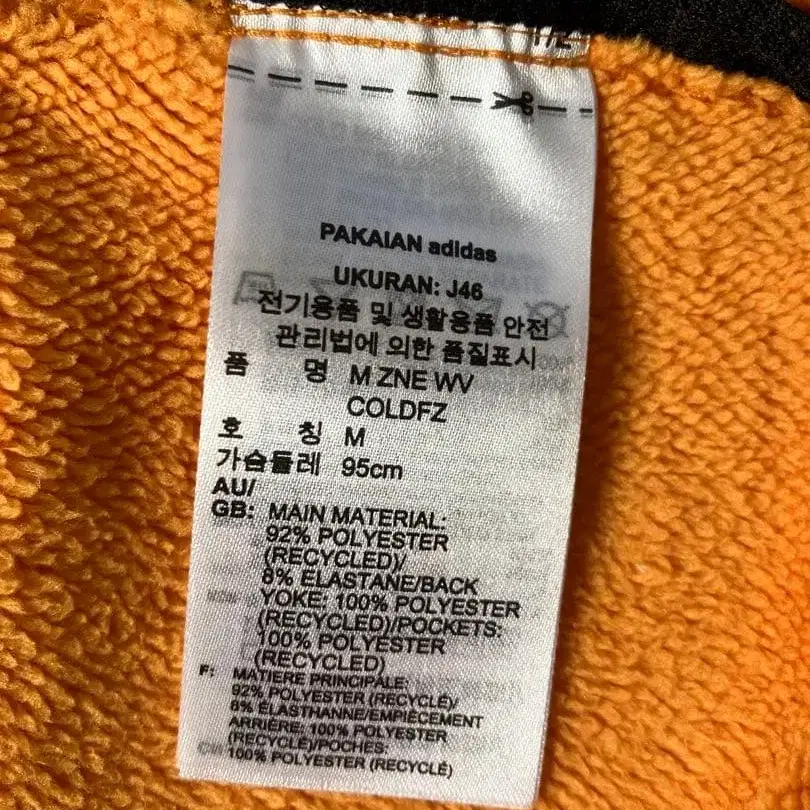 PAKAIAN adidas
UKURAN: J46
전기용품 및 생활용품 안전
관리법에 의한 품질표시
품 명 M ZNE WV
COLDFZ
호 칭 M
가슴둘레 95cm
AU/
GB: MAIN MATERIAL:
92% POLYESTER
(RECYCLED)/
8% ELASTANE/BACK
YOKE: 100% POLYESTER
(RECYCLED)/POCKETS:
100% POLYESTER
(RECYCLED)
F: MATIERE PRINCIPALE:
92% POLYESTER (RECYCLÉ)/
8% ÉLASTHANNE/EMPIECEMENT
ARRIÈRE: 100% POLYESTER
(RECYCLÉ)/POCHES:
100% POLYESTER (RECYCLÉ)